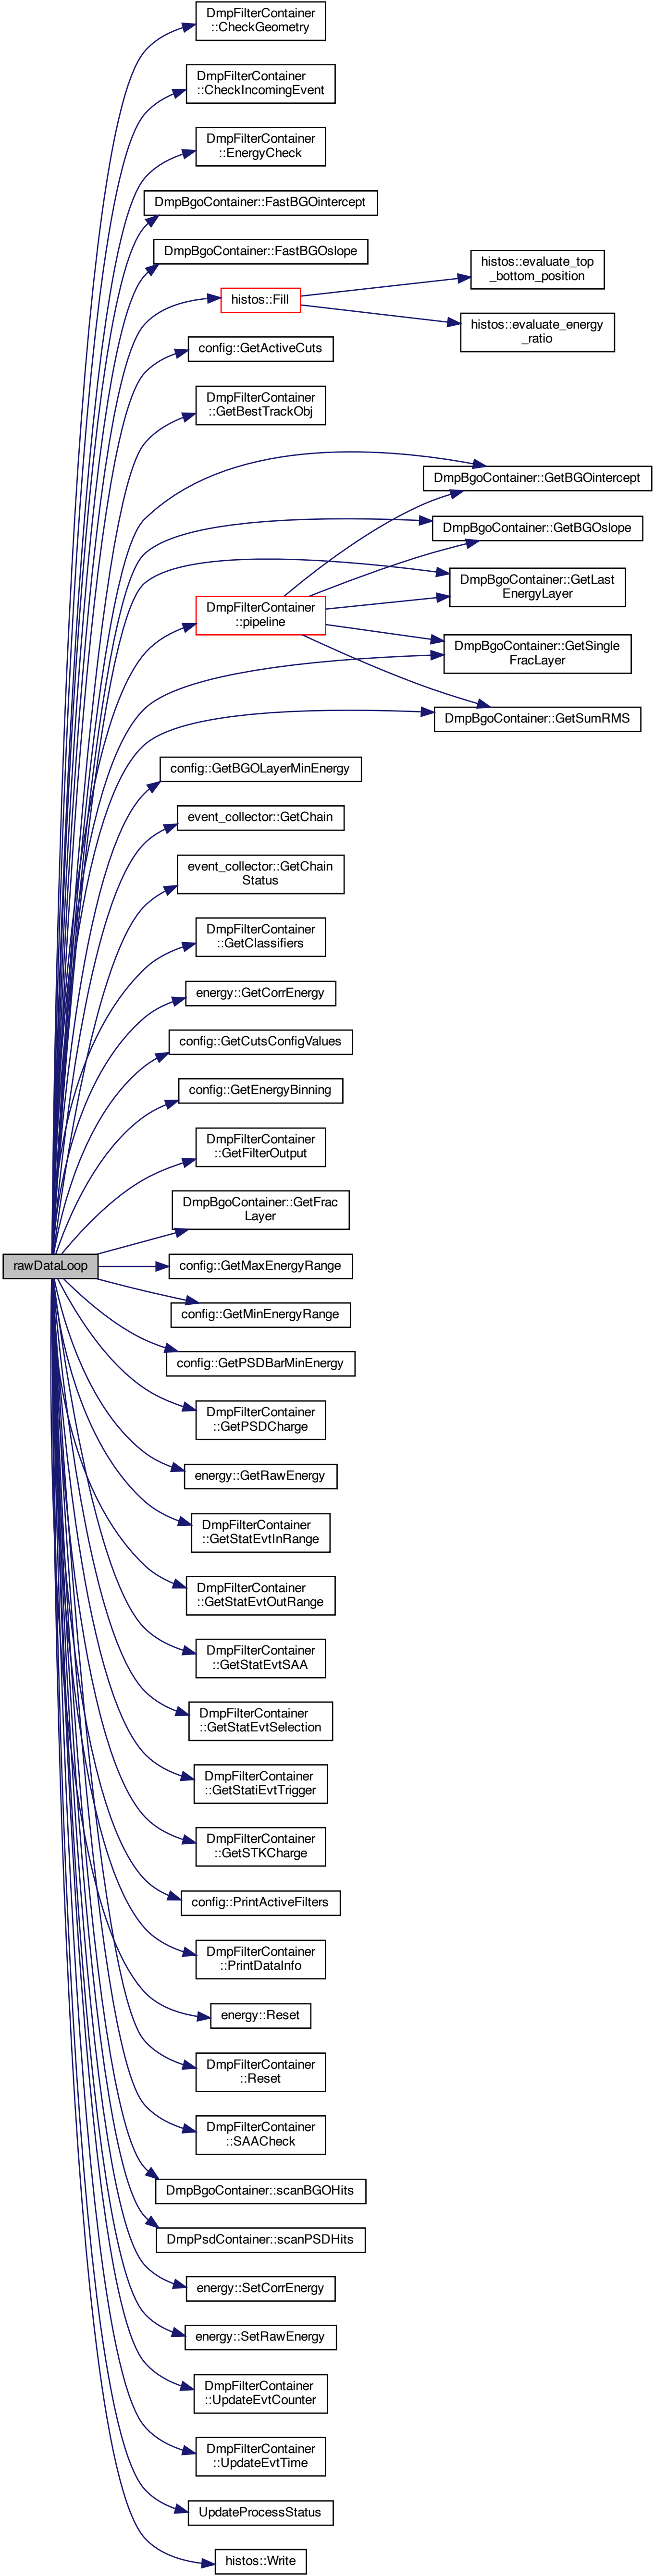 DmpFilterContainer
::CheckGeometry
DmpFilterContainer
::CheckIncomingEvent
DmpFilterContainer
::EnergyCheck
DmpBgoContainer::FastBGOintercept
DmpBgoContainer::FastBGOslope
histos::Fill
histos::evaluate_top
_bottom_position
histos::evaluate_energy
_ratio
config::GetActiveCuts
DmpFilterContainer
::GetBestTrackObj
DmpBgoContainer::GetBGOintercept
DmpBgoContainer::GetBGOslope
DmpBgoContainer::GetLast
EnergyLayer
DmpFilterContainer
::pipeline
DmpBgoContainer::GetSingle
FracLayer
DmpBgoContainer::GetSumRMS
config::GetBGOLayerMinEnergy
event_collector::GetChain
event_collector::GetChain
Status
DmpFilterContainer
::GetClassifiers
energy::GetCorrEnergy
config::GetCutsConfigValues
config::GetEnergyBinning
DmpFilterContainer
::GetFilterOutput
DmpBgoContainer::GetFrac
Layer
rawDataLoop
config::GetMaxEnergyRange
config::GetMinEnergyRange
config::GetPSDBarMinEnergy
DmpFilterContainer
::GetPSDCharge
energy::GetRawEnergy
DmpFilterContainer
::GetStatEvtInRange
DmpFilterContainer
::GetStatEvtOutRange
DmpFilterContainer
::GetStatEvtSAA
DmpFilterContainer
::GetStatEvtSelection
DmpFilterContainer
::GetStatiEvtTrigger
DmpFilterContainer
::GetSTKCharge
config::PrintActiveFilters
DmpFilterContainer
::PrintDataInfo
energy::Reset
DmpFilterContainer
::Reset
DmpFilterContainer
::SAACheck
DmpBgoContainer::scanBGOHits
DmpPsdContainer::scanPSDHits
energy::SetCorrEnergy
energy::SetRawEnergy
DmpFilterContainer
::UpdateEvtCounter
DmpFilterContainer
::UpdateEvtTime
UpdateProcessStatus
histos::Write